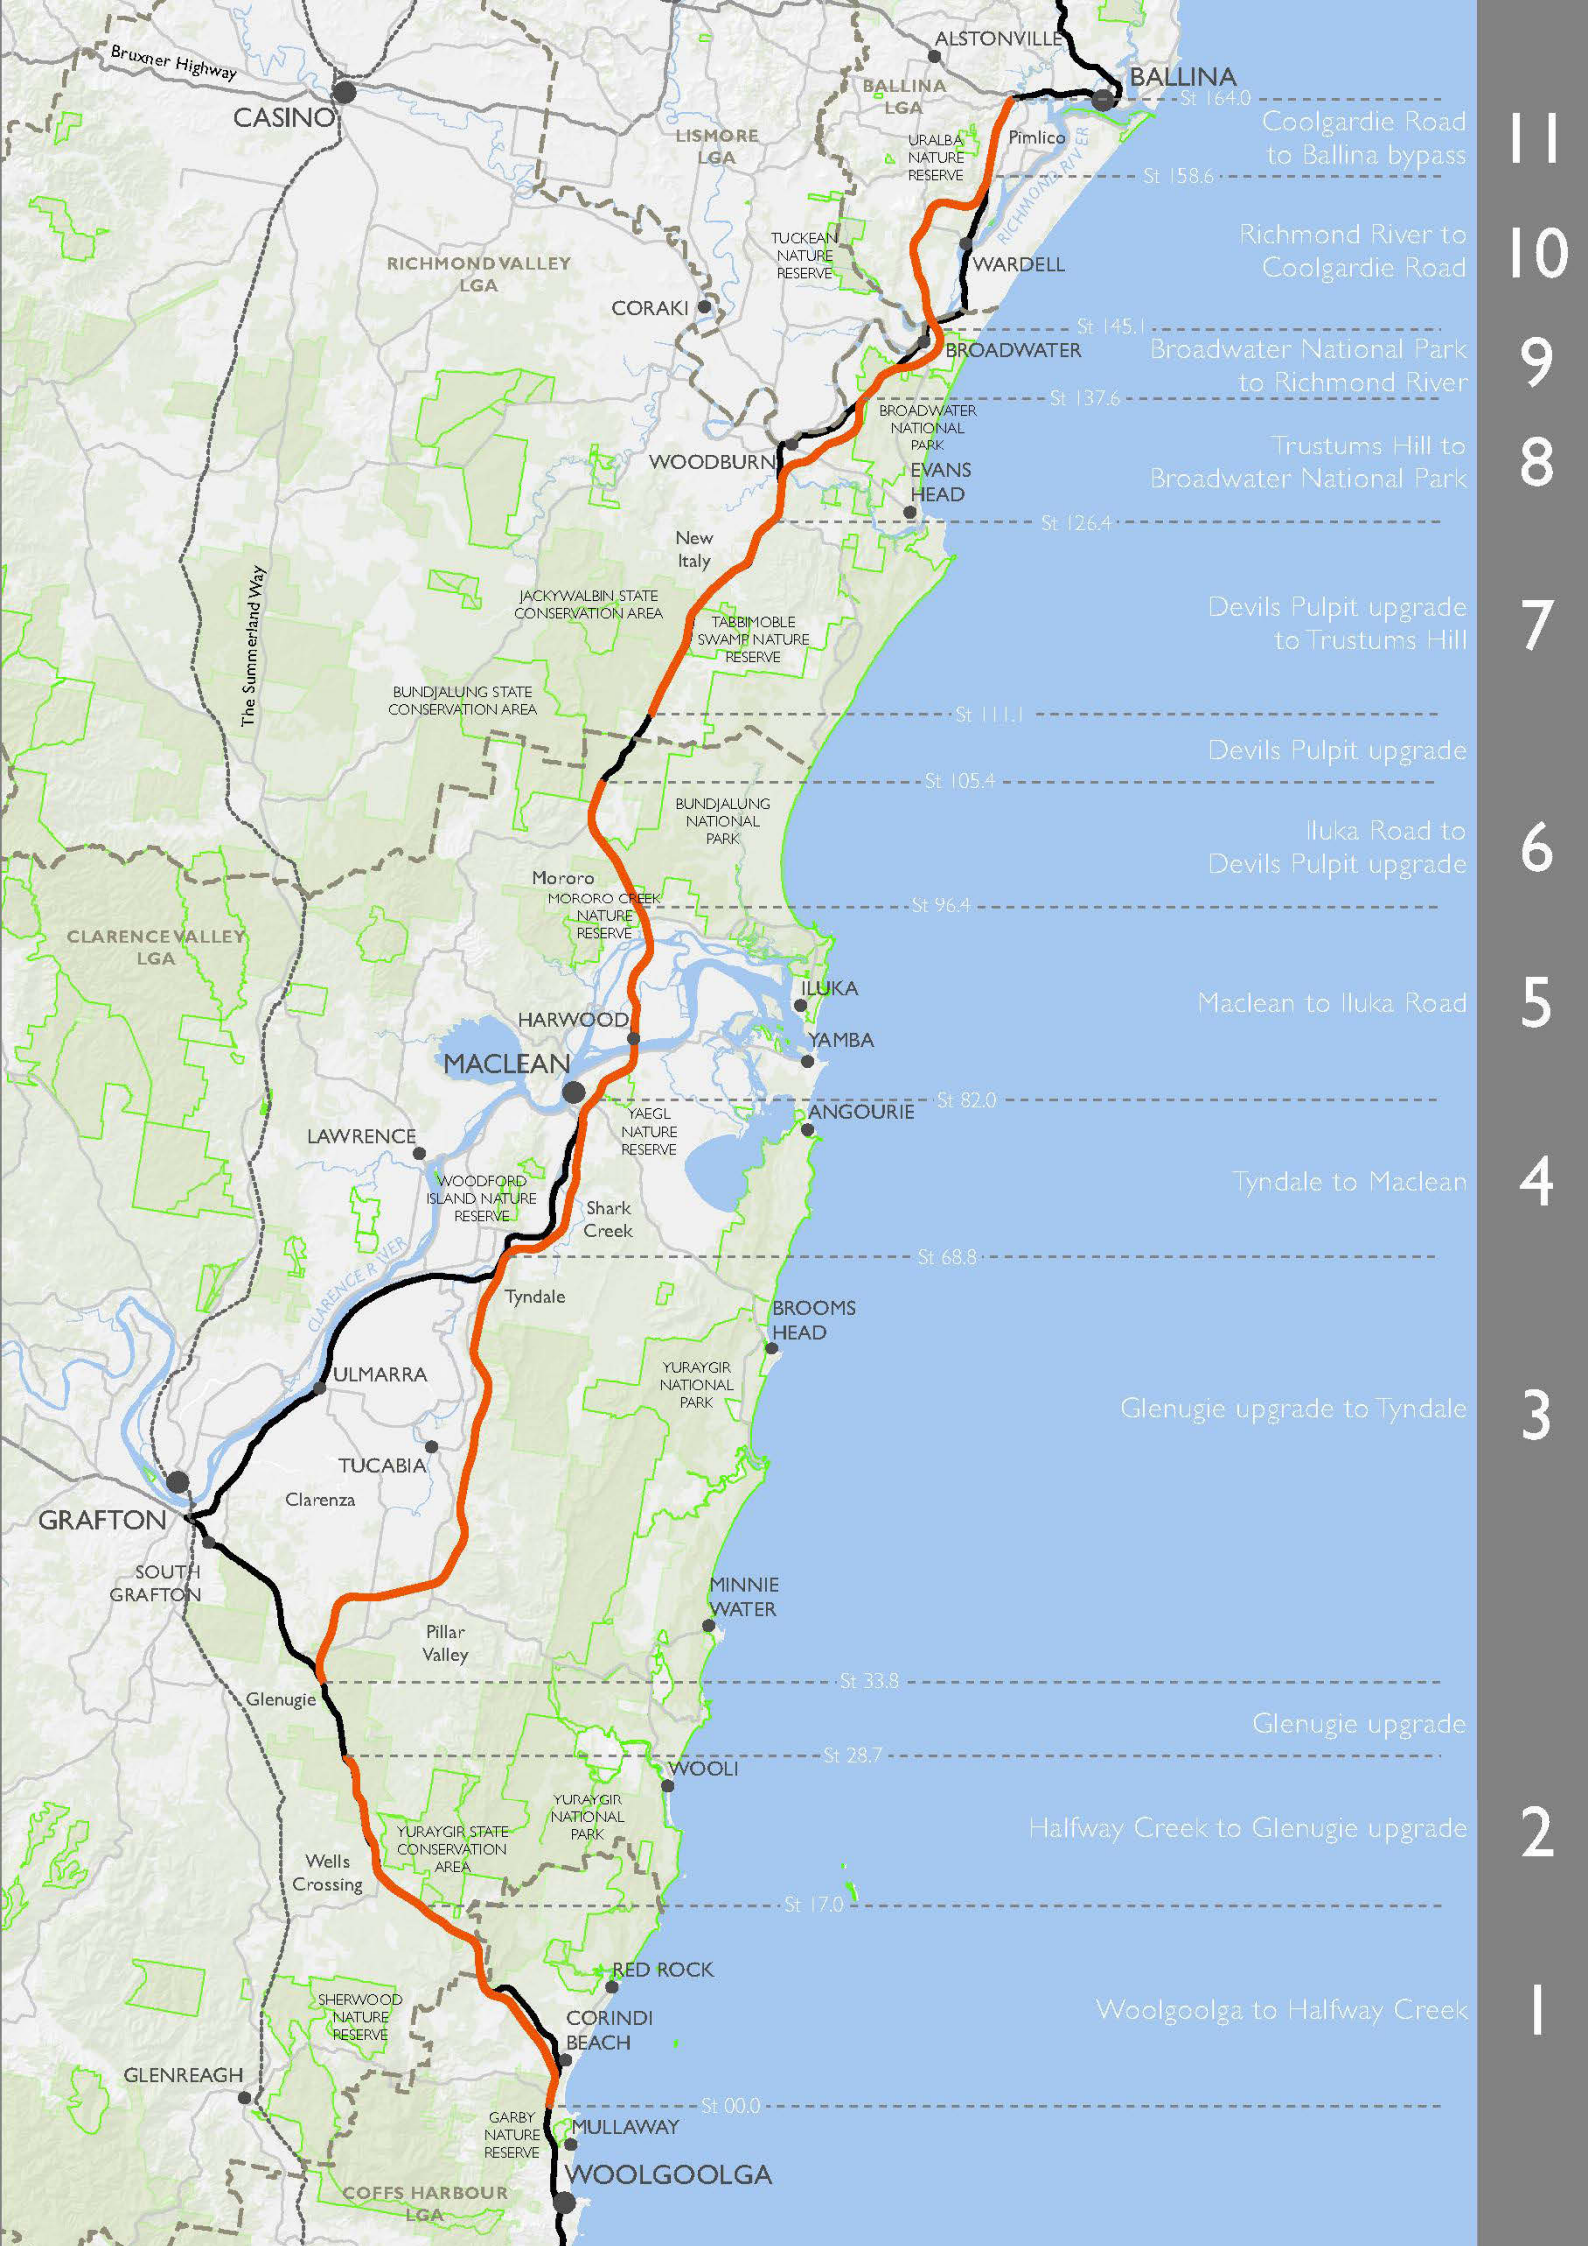 ALSTONVILLE
Bruxner Highway
BALLINA
BALLINA
LGA
St 164.0
CASINO
Coolgardie Road
to Ballina bypass
11
LISMORE
LGA
URALBA
NATURE
RESERVE
Pimlico
RICHMOND RIVER
St 158.6
TUCKEAN
NATURE
RESERVE
Richmond River to
Coolgardie Road
10
RICHMOND VALLEY
LGA
WARDELL
CORAKI
St 145.1
BROADWATER
Broadwater National Park
to Richmond River
9
St 137.6
BROADWATER
NATIONAL
PARK
WOODBURN
Trustums Hill to
Broadwater National Park
8
EVANS
HEAD
St 126.4
New
Italy
The Summerland Way
JACKYWALBIN STATE
CONSERVATION AREA
TABBIMOBLE
SWAMP NATURE
RESERVE
Devils Pulpit upgrade
to Trustums Hill
7
BUNDJALUNG STATE
CONSERVATION AREA
St 111.1
Devils Pulpit upgrade
St 105.4
BUNDJALUNG
NATIONAL
PARK
Iluka Road to
Devils Pulpit upgrade
6
Mororo
MORORO CREEK
NATURE
RESERVE
St 96.4
CLARENCE VALLEY
LGA
ILUKA
Maclean to Iluka Road
5
HARWOOD
YAMBA
MACLEAN
St 82.0
YAEGL
NATURE
RESERVE
ANGOURIE
LAWRENCE
WOODFORD
ISLAND NATURE
RESERVE
Tyndale to Maclean
4
Shark
Creek
CLARENCE RIVER
St 68.8
Tyndale
BROOMS
HEAD
ULMARRA
YURAYGIR
NATIONAL
PARK
Glenugie upgrade to Tyndale
3
TUCABIA
Clarenza
GRAFTON
SOUTH
GRAFTON
MINNIE
WATER
Pillar
Valley
St 33.8
Glenugie
Glenugie upgrade
St 28.7
WOOLI
YURAYGIR
NATIONAL
PARK
YURAYGIR STATE
CONSERVATION
AREA
Halfway Creek to Glenugie upgrade
2
Wells
Crossing
St 17.0
RED ROCK
SHERWOOD
NATURE
RESERVE
CORINDI
BEACH
Woolgoolga to Halfway Creek
1
GLENREAGH
St 00.0
GARBY
NATURE
RESERVE
MULLAWAY
WOOLGOOLGA
COFFS HARBOUR
LGA